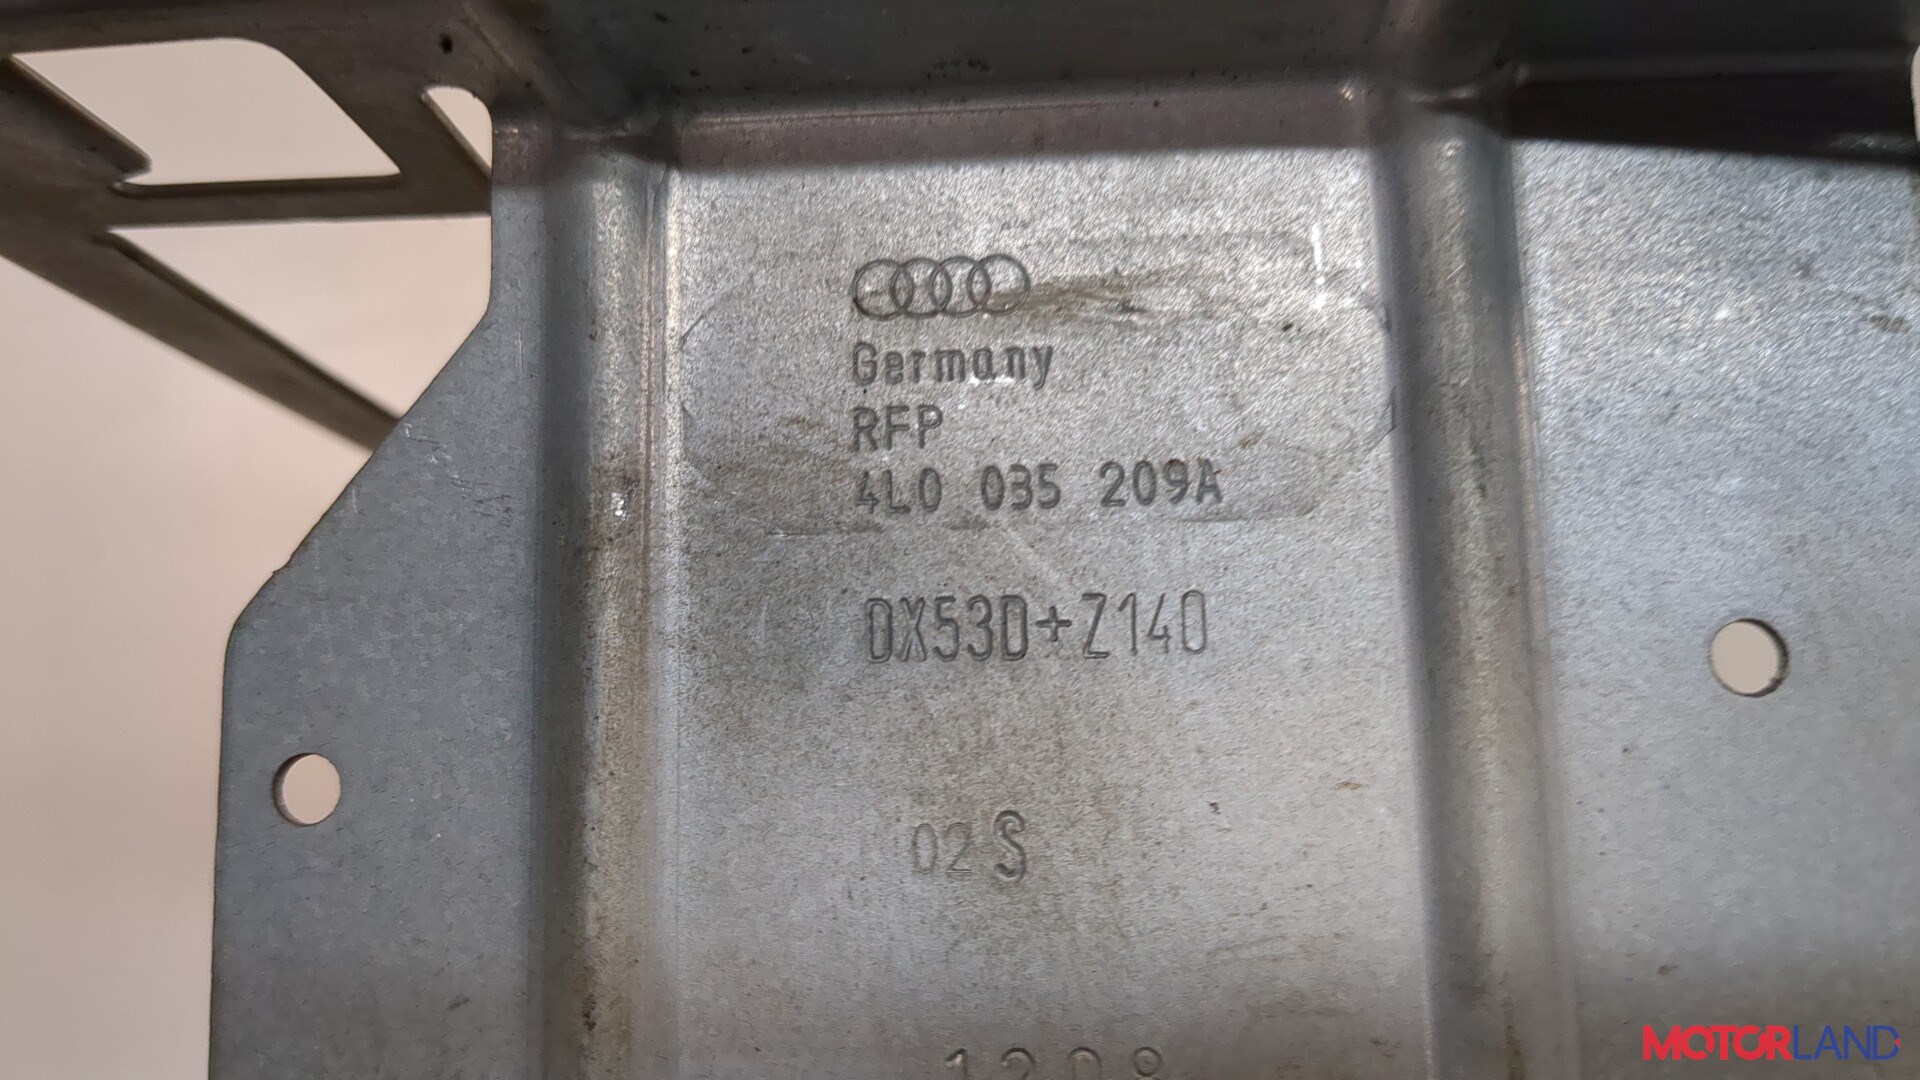 Germany
RFP
4L0 035 209A
DX53D+Z140
02 S
MOTORLAND